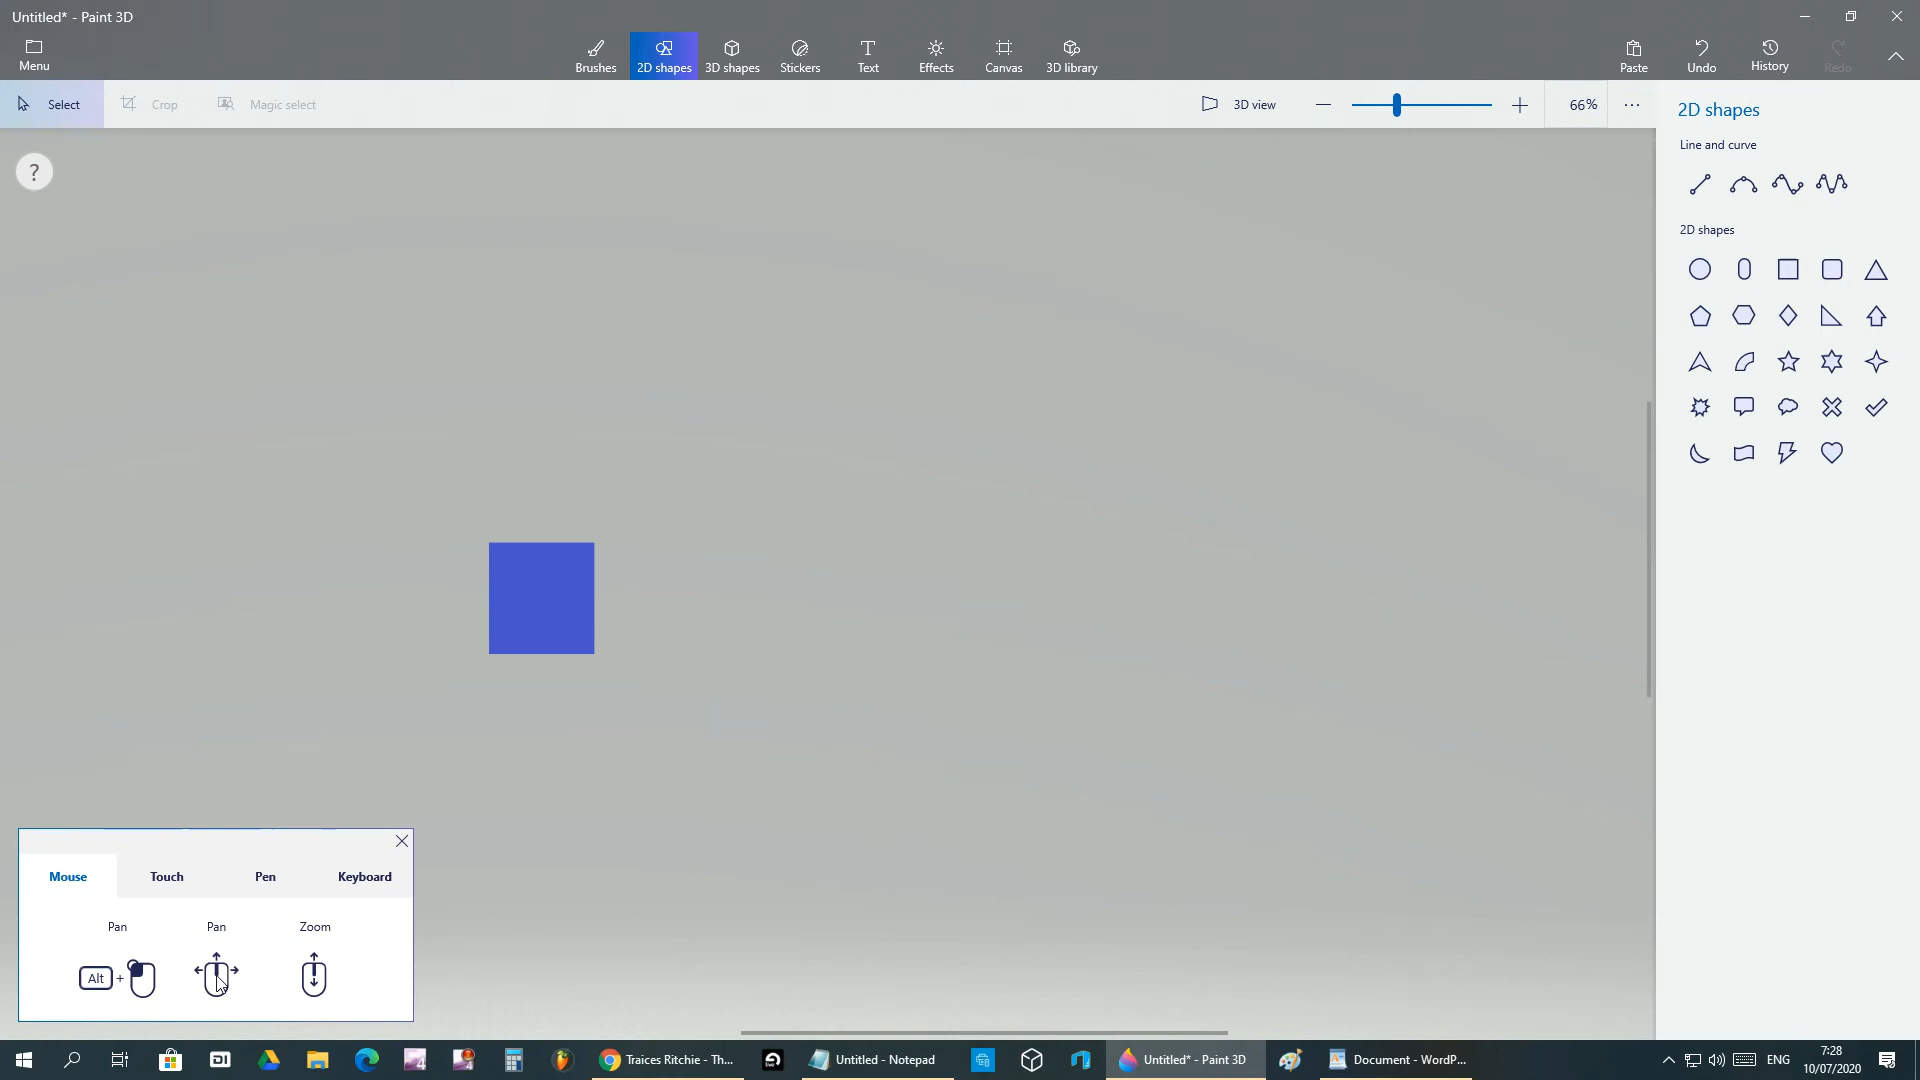 Untitled* - Paint 3D
Menu
Brushes
2D shapes
3D shapes
Stickers
Text
Effects
Canvas
3D library
Paste
Undo
History
Redo
Select
Crop
Magic select
3D view
66%
2D shapes
Line and curve
?
2D shapes
Mouse
Touch
Pen
Keyboard
Pan
Pan
Zoom
Alt +
Traices Ritchie - Th...
Untitled - Notepad
Untitled* - Paint 3D
Document - WordP...
ENG
7:28
10/07/2020